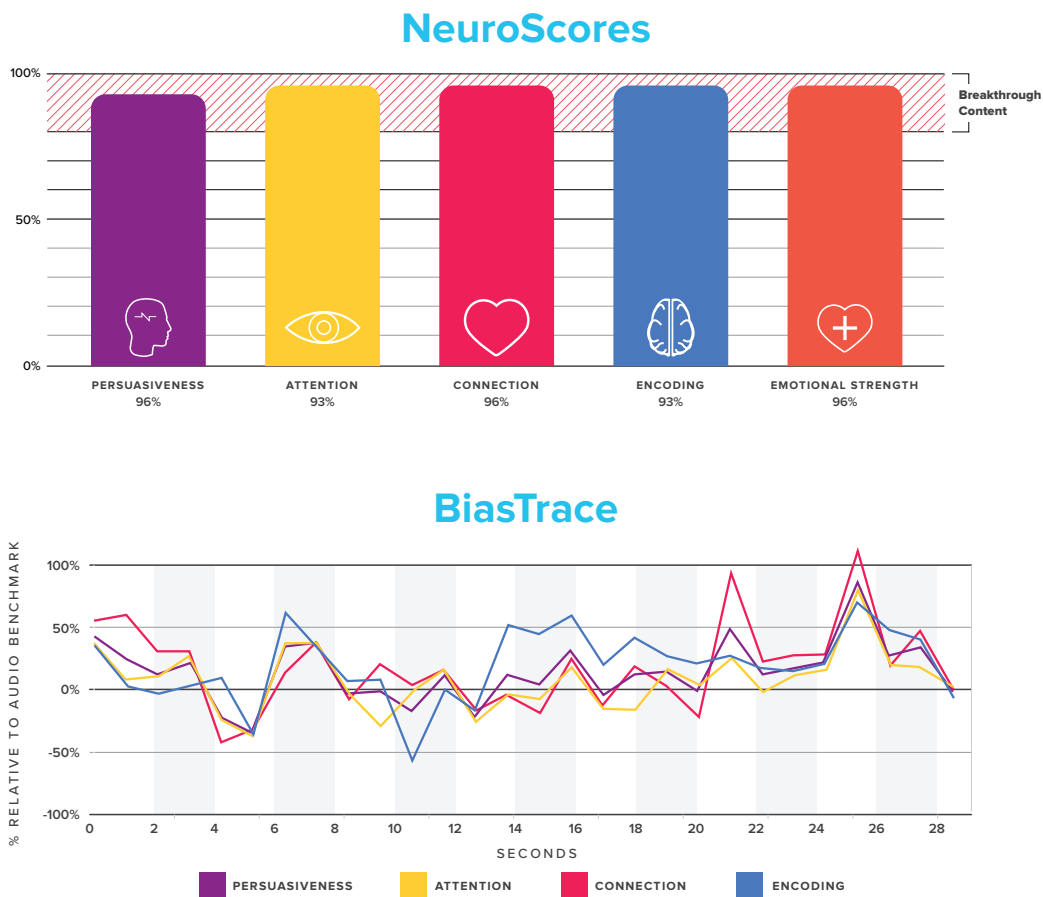 NeuroScores
100%
Breakthrough
Content
50%
0%
PERSUASIVENESS
96%
ATTENTION
93%
CONNECTION
96%
ENCODING
93%
EMOTIONAL STRENGTH
96%
BiasTrace
% RELATIVE TO AUDIO BENCHMARK
100%
50%
0%
-50%
-100%
0 2 4 6 8 10 12 14 16 18 20 22 24 26 28
SECONDS
PERSUASIVENESS ATTENTION CONNECTION ENCODING